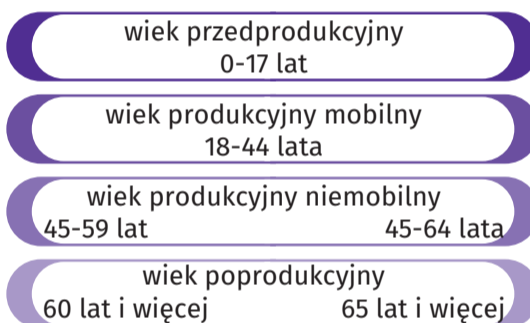 wiek przedprodukcyjny
0-17 lat
wiek produkcyjny mobilny
18-44 lata
wiek produkcyjny niemobilny
45-59 lat 45-64 lata
wiek poprodukcyjny
60 lat i więcej 65 lat i więcej